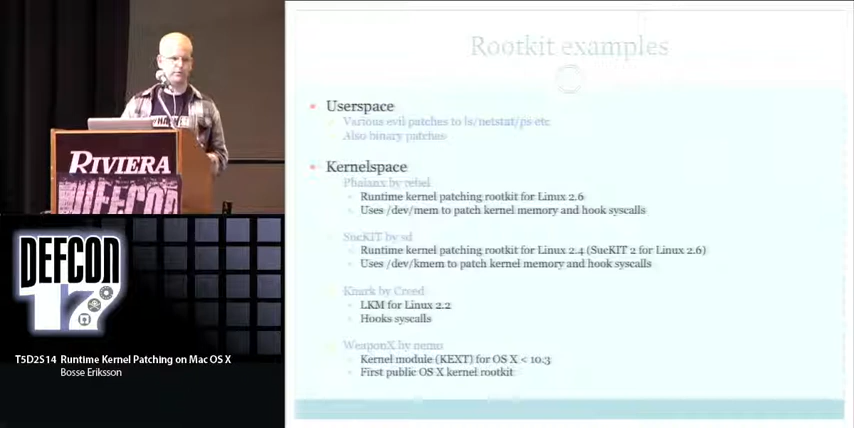 RIVIERA
DEFCON
DEFCON
17
T5D2S14 Runtime Kernel Patching on Mac OS X
Bosse Eriksson
Rootkit examples
Userspace
Various evil patches to ls/netstat/ps etc
Also binary patches
Kernelspace
Phalanx by rebel
Runtime kernel patching rootkit for Linux 2.6
Uses /dev/mem to patch kernel memory and hook syscalls
SucKIT by sd
Runtime kernel patching rootkit for Linux 2.4 (SucKIT 2 for Linux 2.6)
Uses /dev/kmem to patch kernel memory and hook syscalls
Knark by Creed
LKM for Linux 2.2
Hooks syscalls
WeaponX by nemo
Kernel module (KEXT) for OS X < 10.3
First public OS X kernel rootkit